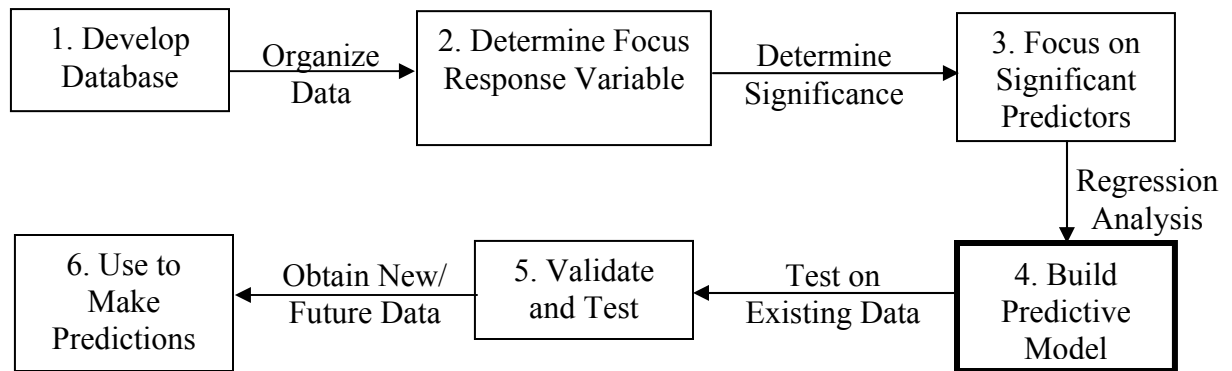 1. Develop
Database
Organize
Data
2. Determine Focus
Response Variable
Determine
Significance
3. Focus on
Significant
Predictors
Regression
Analysis
4. Build
Predictive
Model
Test on
Existing Data
5. Validate
and Test
Obtain New/
Future Data
6. Use to
Make
Predictions